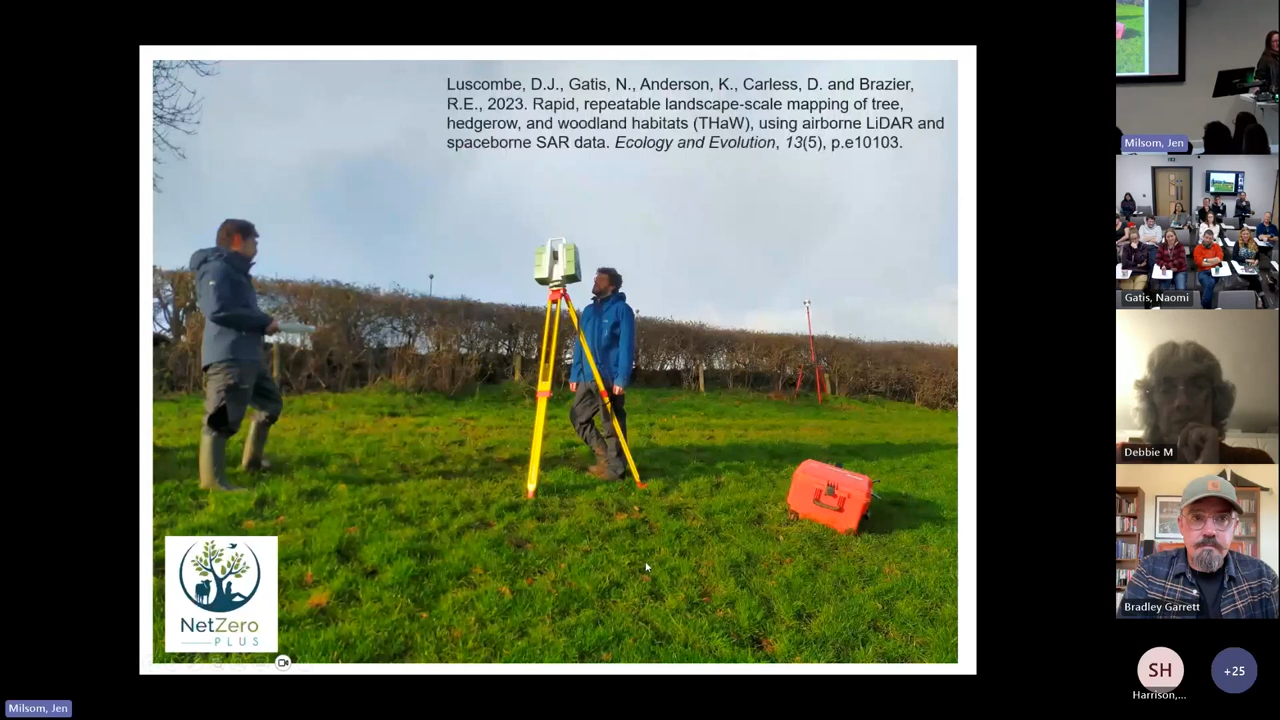 Luscombe, D.J., Gatis, N., Anderson, K., Carless, D. and Brazier,
R.E., 2023. Rapid, repeatable landscape-scale mapping of tree,
hedgerow, and woodland habitats (THaW), using airborne LiDAR and
spaceborne SAR data. Ecology and Evolution, 13(5), p.e10103.
NetZero
PLUS
Milsom, Jen
Milsom, Jen
Gatis, Naomi
Debbie M
Bradley Garrett
SH
Harrison,...
+25